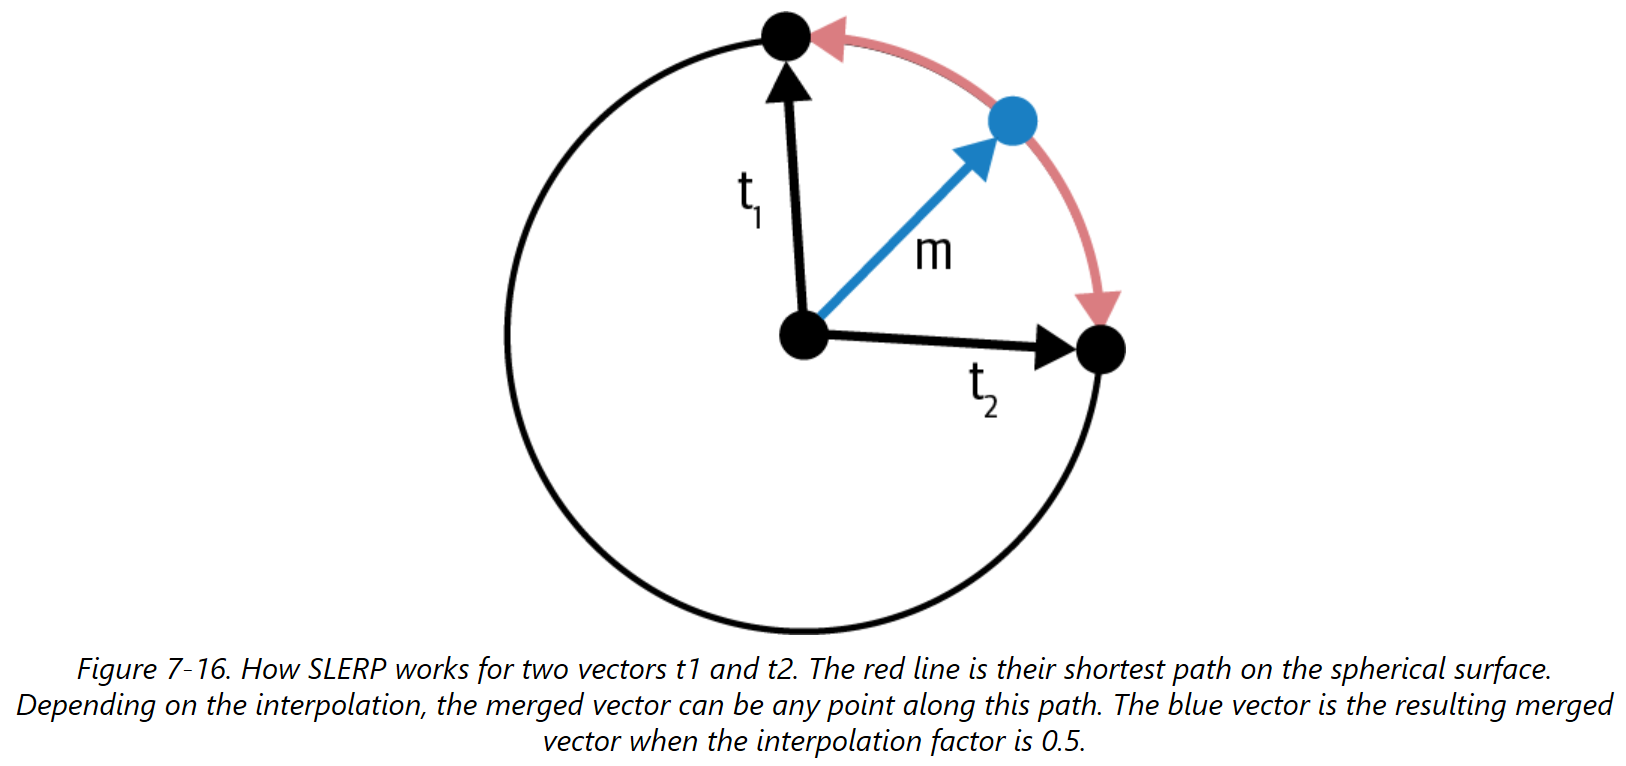 t1
m
t2
Figure 7-16. How SLERP works for two vectors t1 and t2. The red line is their shortest path on the spherical surface.
Depending on the interpolation, the merged vector can be any point along this path. The blue vector is the resulting merged
vector when the interpolation factor is 0.5.